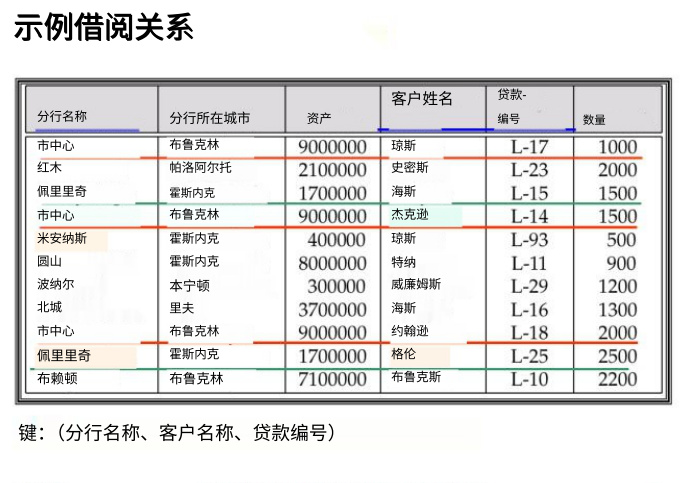 示例借阅关系
分行名称 分行所在城市 资产 客户姓名 贷款-编号 数量
市中心 布鲁克林 9000000 琼斯 L-17 1000
红木 帕洛阿尔托 2100000 史密斯 L-23 2000
佩里里奇 霍斯内克 1700000 海斯 L-15 1500
市中心 布鲁克林 9000000 杰克逊 L-14 1500
米安纳斯 霍斯内克 400000 琼斯 L-93 500
圆山 霍斯内克 8000000 特纳 L-11 900
波纳尔 本宁顿 300000 威廉姆斯 L-29 1200
北城 里夫 3700000 海斯 L-16 1300
市中心 布鲁克林 9000000 约翰逊 L-18 2000
佩里里奇 霍斯内克 1700000 格伦 L-25 2500
布赖顿 布鲁克林 7100000 布鲁克斯 L-10 2200
键：（分行名称、客户名称、贷款编号）